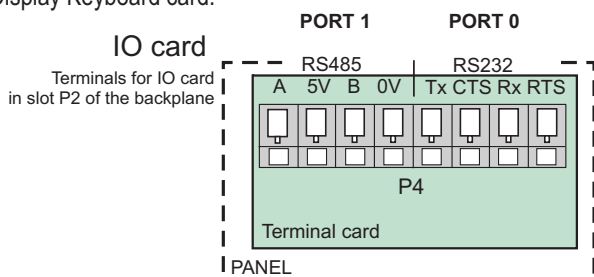 Display Keyboard card.
PORT 1 PORT 0
IO card
Terminals for IO card
in slot P2 of the backplane
RS485 RS232
A 5V B 0V Tx CTS Rx RTS
P4
Terminal card
PANEL